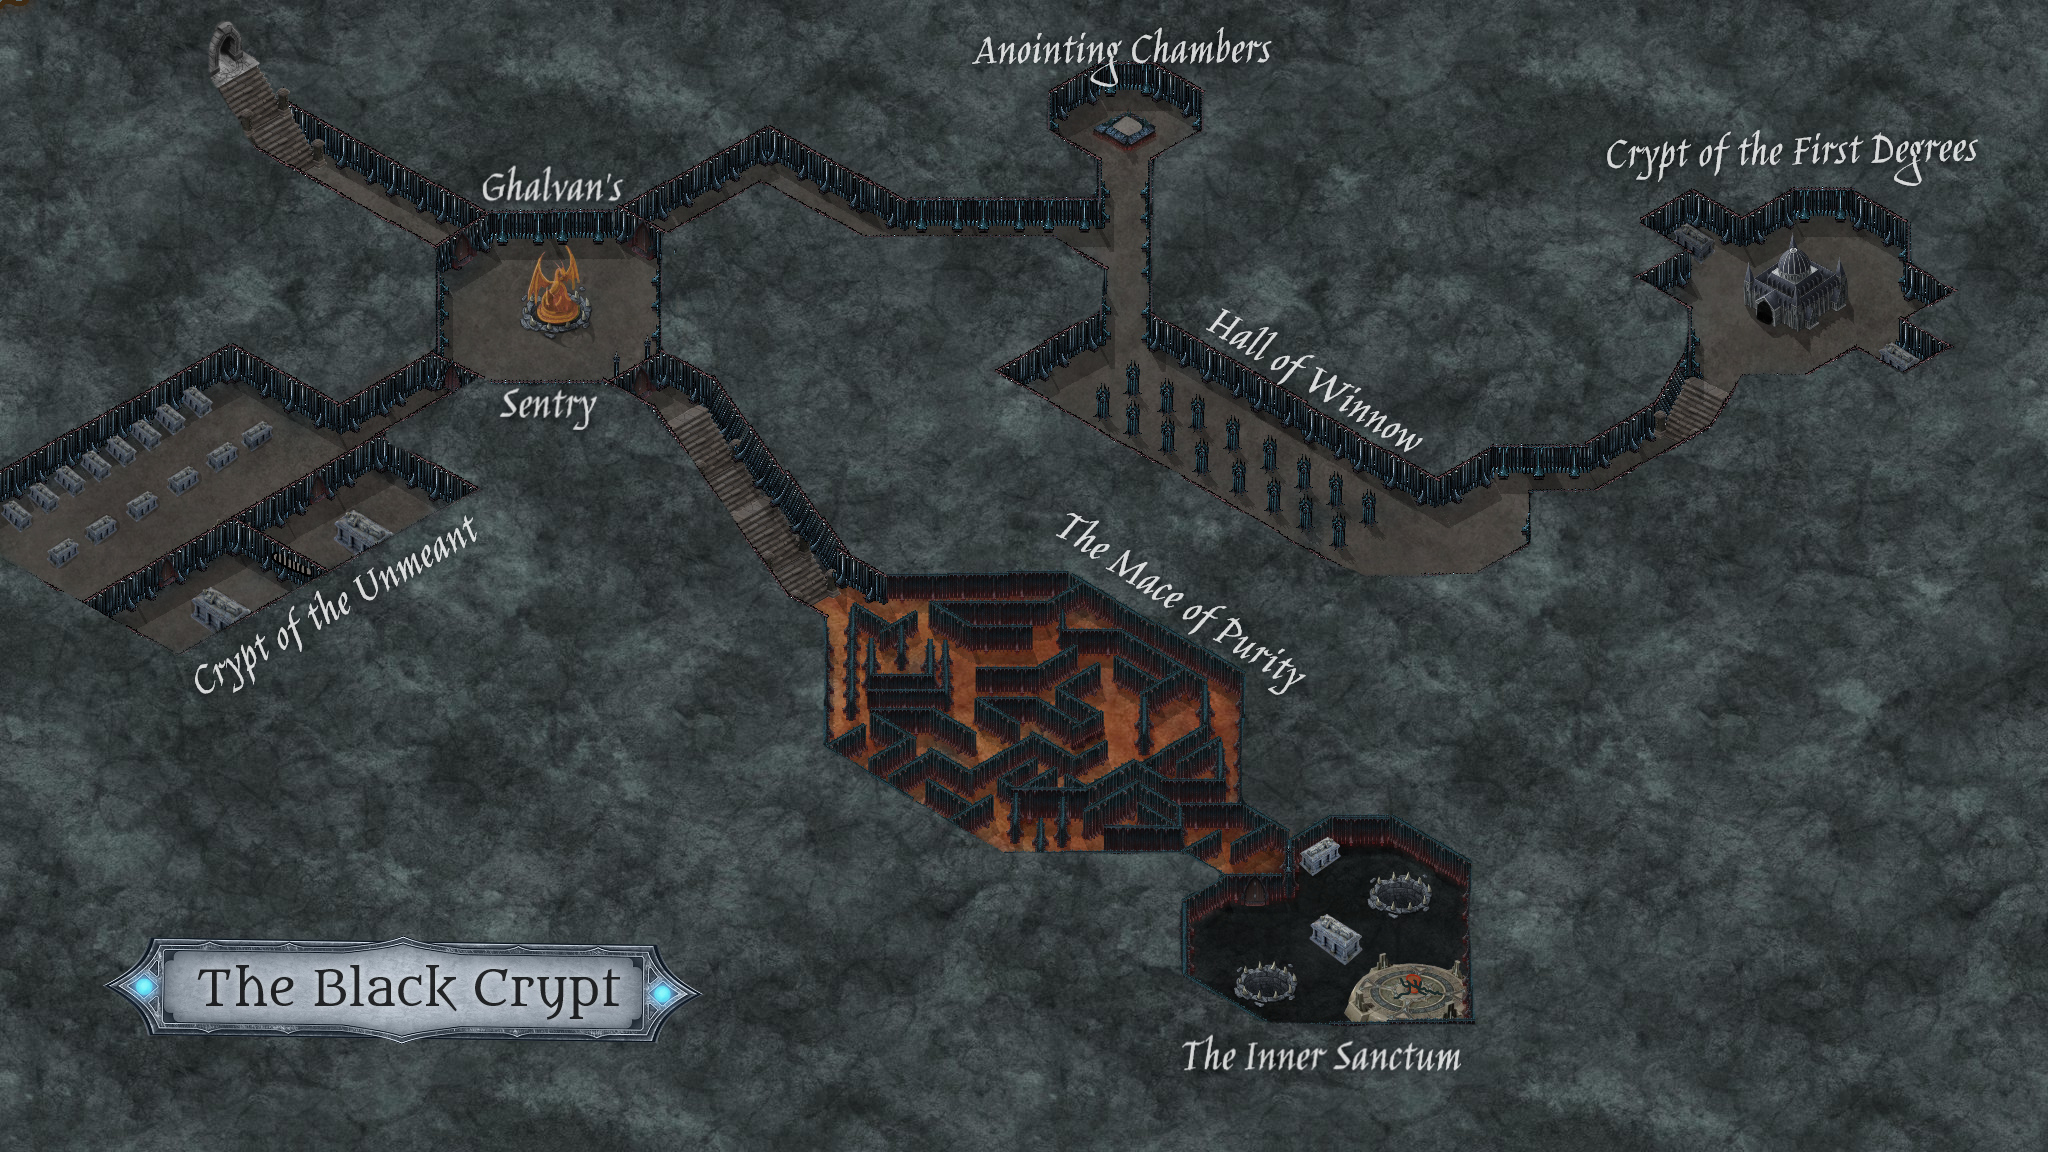 Anointing Chambers
Crypt of the First Degrees
Ghalvan's
Sentry
Hall of Winnow
Crypt of the Unmeant
The Mace of Purity
The Black Crypt
The Inner Sanctum